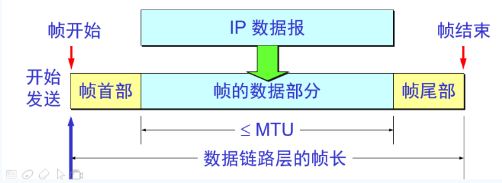 IP 数据报
帧开始
帧结束
开始
发送
帧首部
帧的数据部分
帧尾部
≤ MTU
数据链路层的帧长